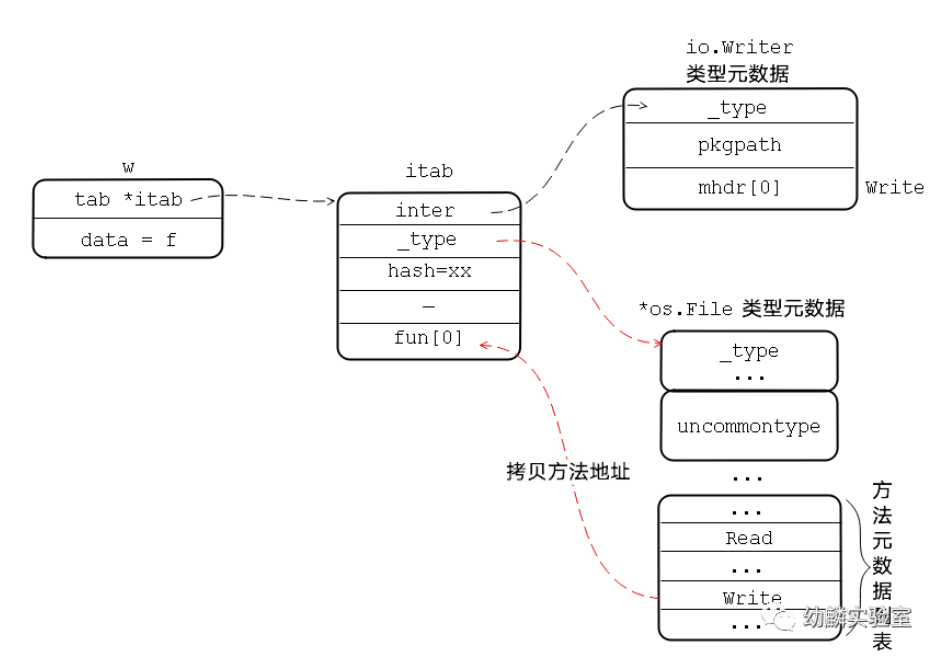 io.Writer
类型元数据
_type
pkgpath
mhdr[0]
Write
w
tab *itab
data = f
itab
inter
_type
hash=xx
—
fun[0]
*os.File 类型元数据
_type
...
uncommontype
...
拷贝方法地址
...
Read
...
Write
...
方法元数据列表
幼麟实验室